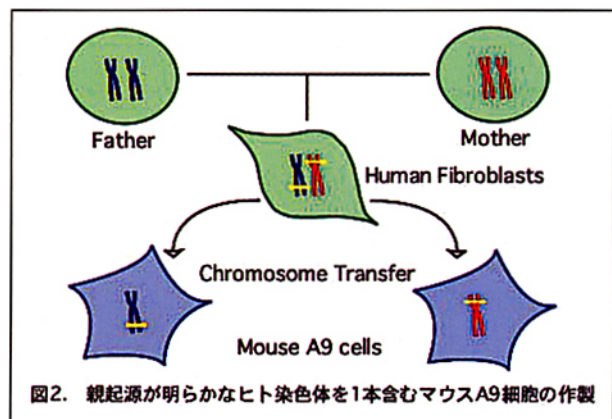 Father
Mother
Human Fibroblasts
Chromosome Transfer
Mouse A9 cells
図2. 親起源が明らかなヒト染色体を1本含むマウスA9細胞の作製